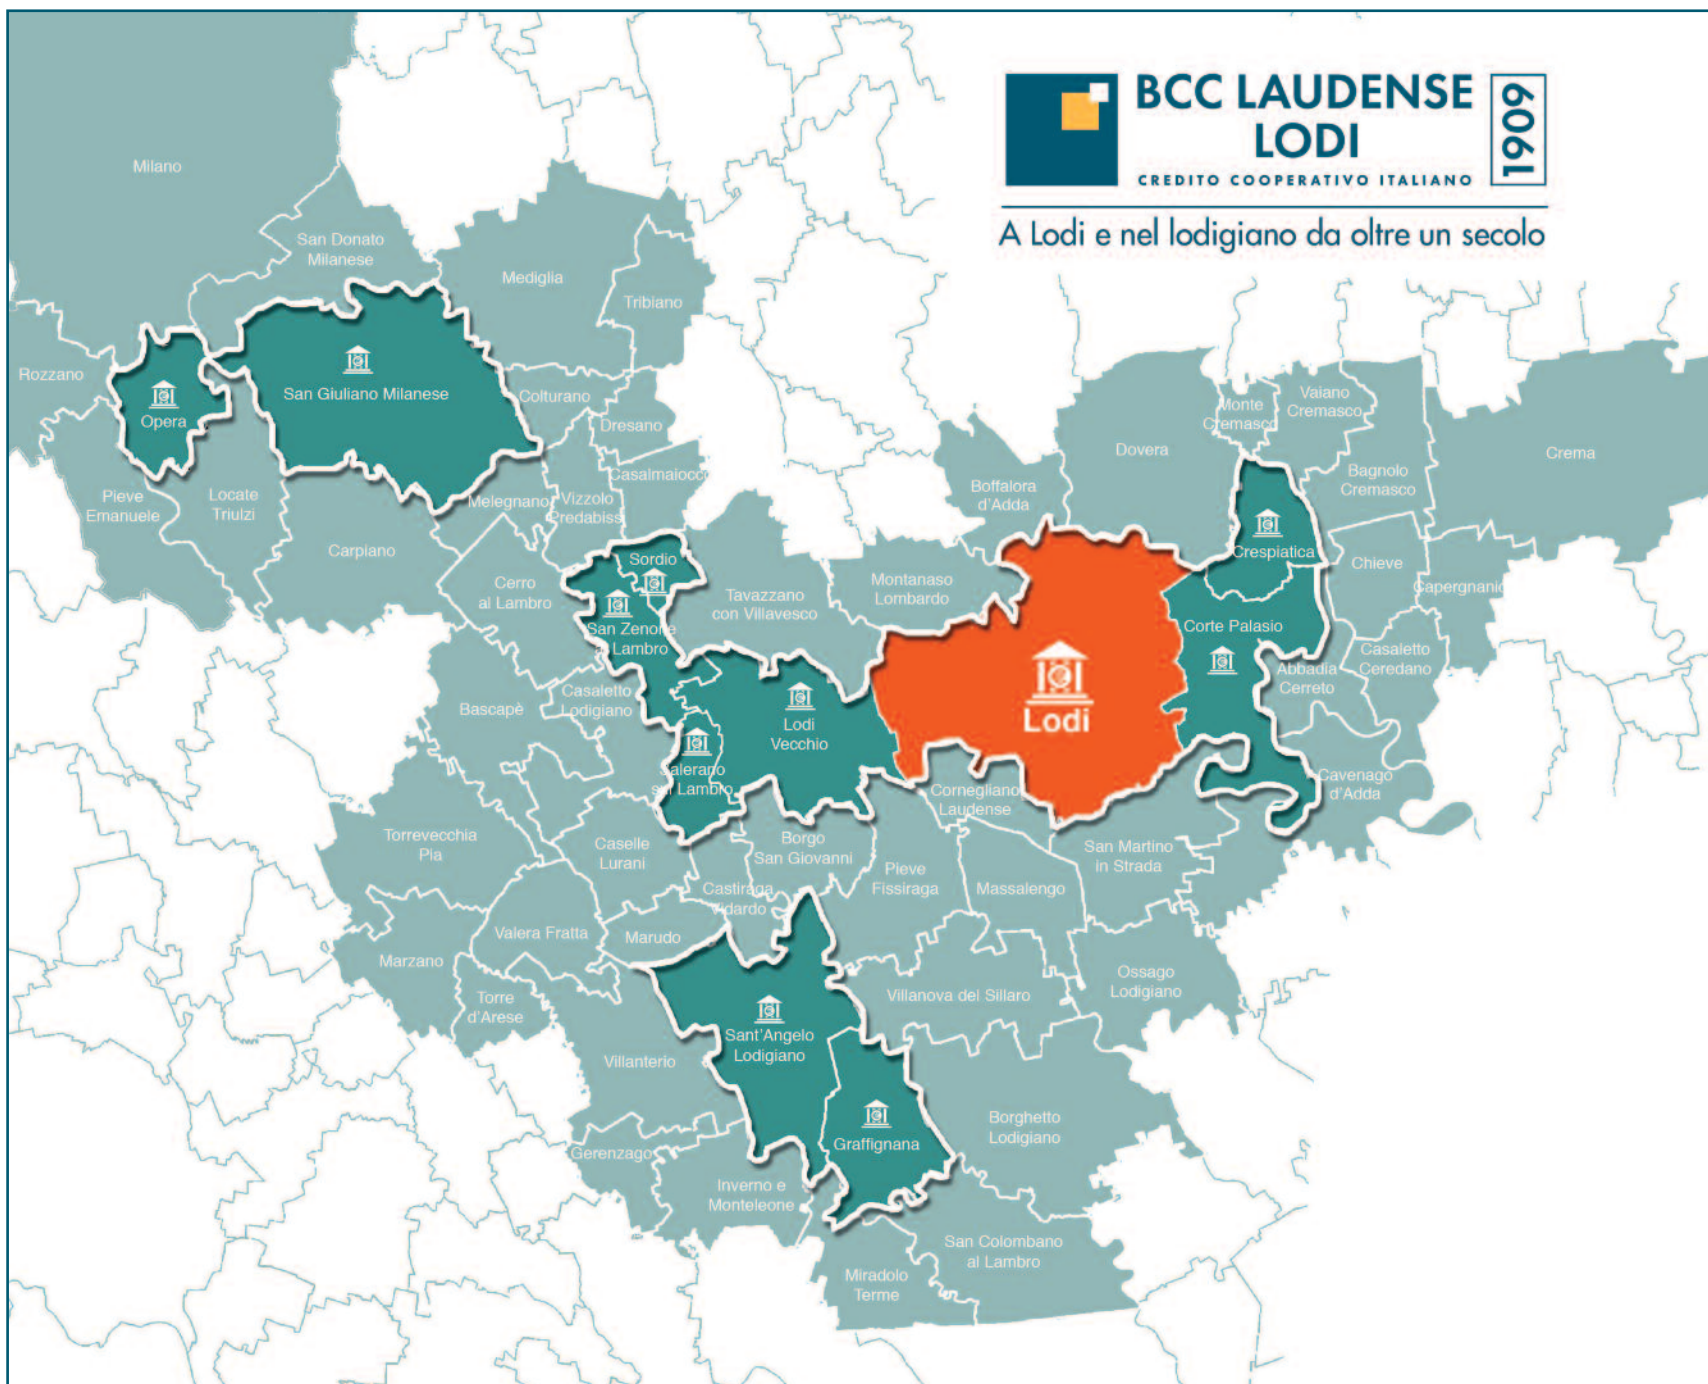 BCC LAUDENSE
LODI
CREDITO COOPERATIVO ITALIANO
1909
A Lodi e nel lodigiano da oltre un secolo
Milano
San Donato
Milanese
Mediglia
Tribiano
Rozzano
Opera
San Giuliano Milanese
Colturano
Dresano
Casalmaiocco
Pieve
Emanuele
Locate
Triulzi
Carpiano
Melegnano
Vizzolo
Predabissi
Cerro
al Lambro
Sordio
San Zenone
al Lambro
Tavazzano
con Villavesco
Montanaso
Lombardo
Boffalora
d'Adda
Dovera
Monte
Cremasco
Vaiano
Cremasco
Bagnolo
Cremasco
Crema
Crespiatica
Chieve
Capergnanica
Corte Palasio
Abbadia
Cerreto
Casaletto
Ceredano
Lodi
Cavenago
d'Adda
Bascapè
Casaletto
Lodigiano
Lodi
Vecchio
Salerano
sul Lambro
Cornegliano
Laudense
Torrevecchia
Pia
Caselle
Lurani
Borgo
San Giovanni
Pieve
Fissiraga
Massalengo
San Martino
in Strada
Castiraga
Vidardo
Valera Fratta
Marudo
Marzano
Torre
d'Arese
Villanova del Sillaro
Ossago
Lodigiano
Sant'Angelo
Lodigiano
Villanterio
Graffignana
Borghetto
Lodigiano
Gerenzago
Inverno e
Monteleone
San Colombano
al Lambro
Miradolo
Terme